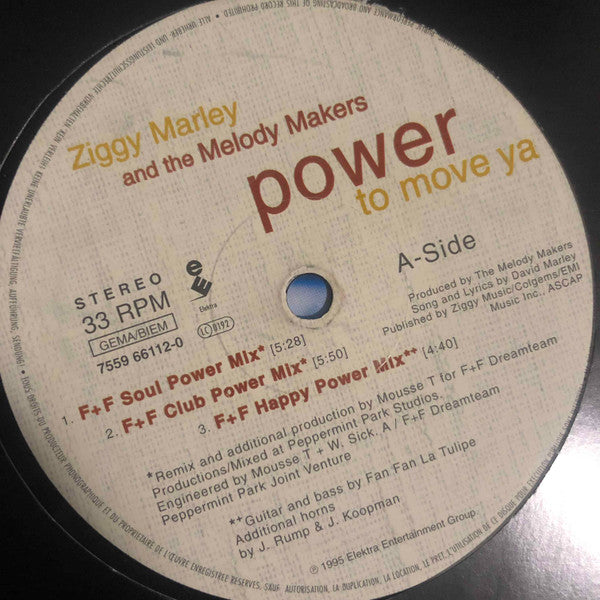 Ziggy Marley
and the Melody Makers
power
to move ya
A-Side
STEREO
33 RPM
GEMA/BIEM
7559 66112-0
Elektra
LC 0192
Produced by The Melody Makers
Song and Lyrics by David Marley
Published by Ziggy Music/Colgems/EMI
Music Inc., ASCAP
1. F+F Soul Power Mix* [5:28]
2. F+F Club Power Mix* [5:50]
3. F+F Happy Power Mix** [4:40]
*Remix and additional production by Mousse T for F+F Dreamteam
Productions/Mixed at Peppermint Park Studios.
Engineered by Mousse T + W. Sick. A / F+F Dreamteam
Peppermint Park Joint Venture
**Guitar and bass by Fan Fan La Tulipe
Additional horns
by J. Rump & J. Koopman
℗ 1995 Elektra Entertainment Group.